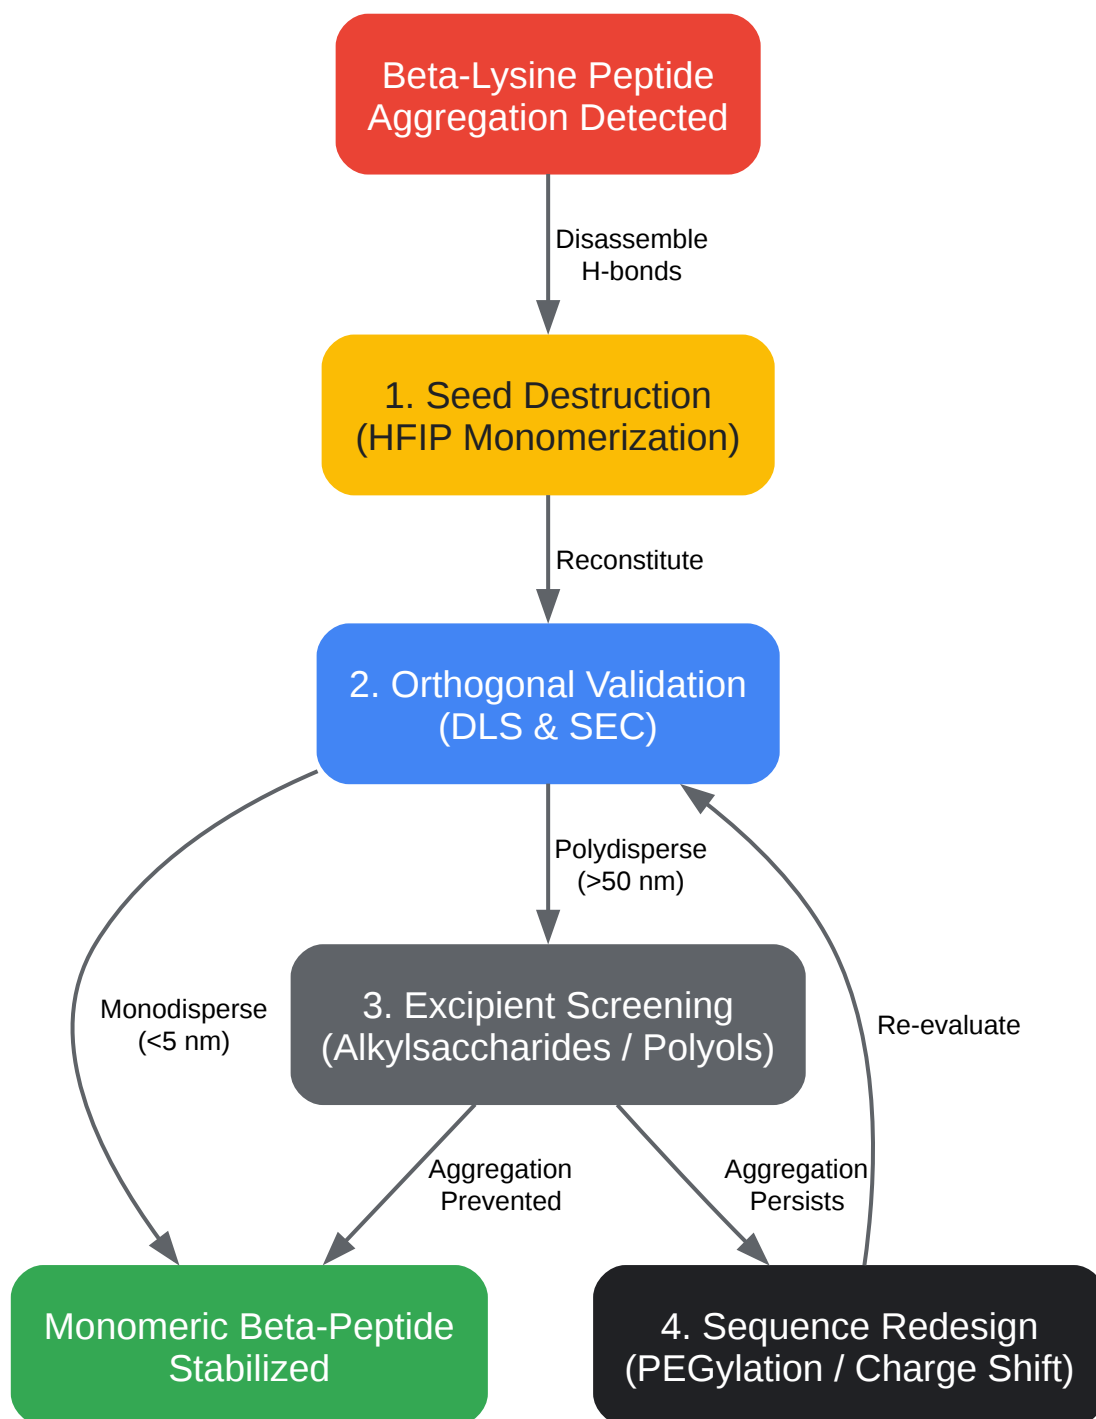 Beta-Lysine Peptide
Aggregation Detected
Disassemble
H-bonds
1. Seed Destruction
(HFIP Monomerization)
Reconstitute
2. Orthogonal Validation
(DLS & SEC)
Polydisperse
(>50 nm)
Monodisperse
(<5 nm)
3. Excipient Screening
(Alkylsaccharides / Polyols)
Re-evaluate
Aggregation
Prevented
Aggregation
Persists
Monomeric Beta-Peptide
Stabilized
4. Sequence Redesign
(PEGylation / Charge Shift)